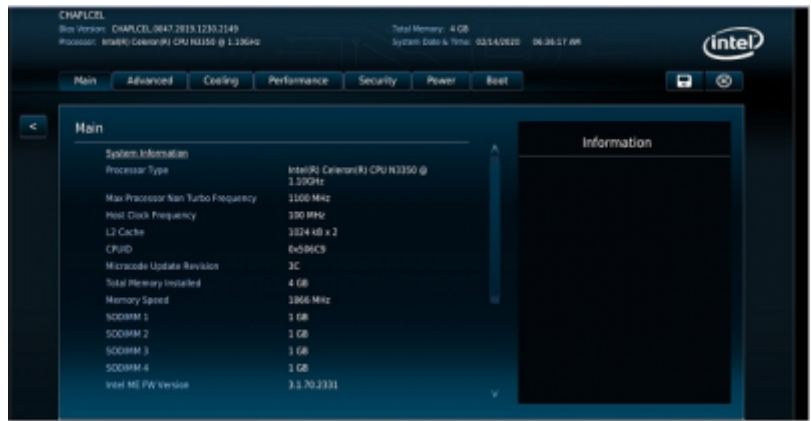 CHAPLCEL
Bios Version: CHAPLCEL.0047.2019.1230.2149
Total Memory: 4 GB
Processor: Intel(R) Celeron(R) CPU N3350 @ 1.10GHz
System Date & Time: 02/14/2020 06:36:17 AM
intel
Main Advanced Cooling Performance Security Power Boot
<
Main
Information
System Information
Processor Type Intel(R) Celeron(R) CPU N3350 @
1.10GHz
Max Processor Non Turbo Frequency 1100 MHz
Host Clock Frequency 100 MHz
L2 Cache 1024 kB x 2
CPUID 0x506C9
Microcode Update Revision 3C
Total Memory Installed 4 GB
Memory Speed 1866 MHz
SODIMM 1 1 GB
SODIMM 2 1 GB
SODIMM 3 1 GB
SODIMM 4 1 GB
Intel ME FW Version 3.1.70.2331